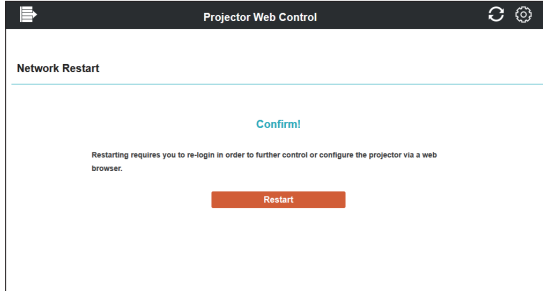 Projector Web Control
Network Restart
Confirm!
Restarting requires you to re-login in order to further control or configure the projector via a web
browser.
Restart